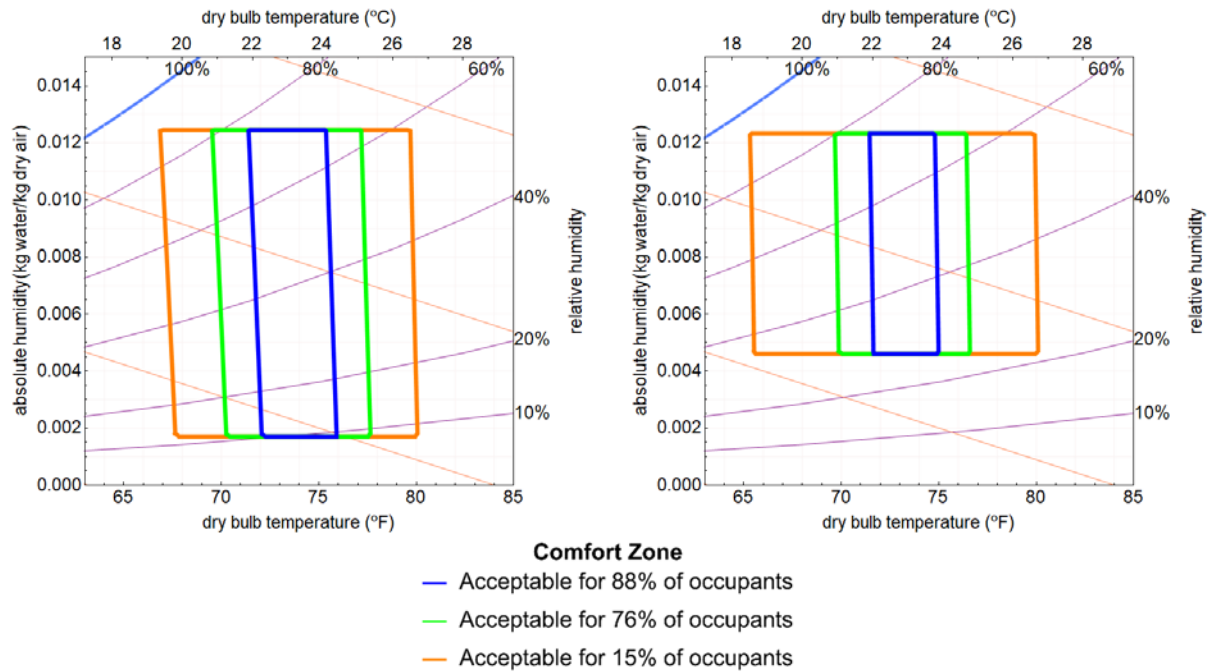 dry bulb temperature (°C)
18 20 22 24 26 28
100% 80% 60%
0.014
0.012
0.010
0.008
0.006
0.004
0.002
0.000
absolute humidity(kg water/kg dry air)
40%
20%
10%
relative humidity
65 70 75 80 85
dry bulb temperature (°F)
dry bulb temperature (°C)
18 20 22 24 26 28
100% 80% 60%
0.014
0.012
0.010
0.008
0.006
0.004
0.002
0.000
absolute humidity(kg water/kg dry air)
40%
20%
10%
relative humidity
65 70 75 80 85
dry bulb temperature (°F)
Comfort Zone
Acceptable for 88% of occupants
Acceptable for 76% of occupants
Acceptable for 15% of occupants